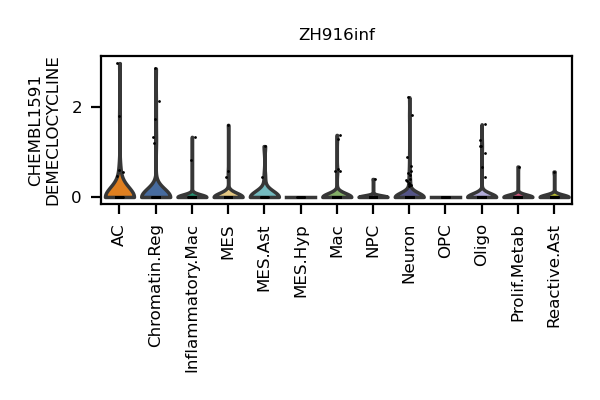 ZH916inf
CHEMBL1591
DEMECLOCYCLINE
2
0
AC
Chromatin.Reg
Inflammatory.Mac
MES
MES.Ast
MES.Hyp
Mac
NPC
Neuron
OPC
Oligo
Prolif.Metab
Reactive.Ast